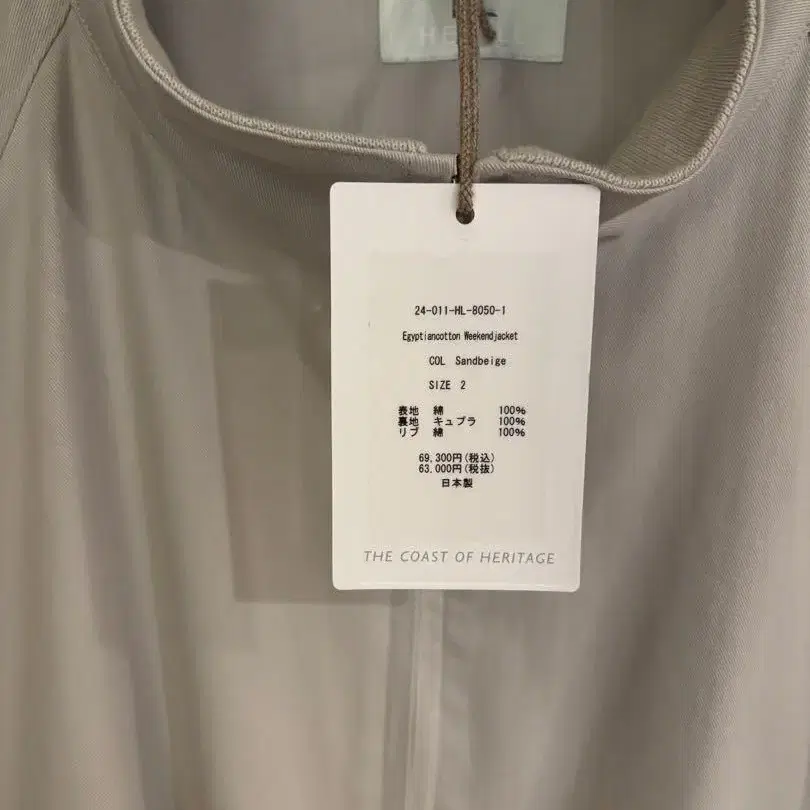 24-011-HL-8050-1
Egyptiancotton Weekendjacket
COL Sandbeige
SIZE 2
表地 綿 100%
裏地 キュプラ 100%
リブ 綿 100%
69,300円(税込)
63,000円(税抜)
日本製
THE COAST OF HERITAGE